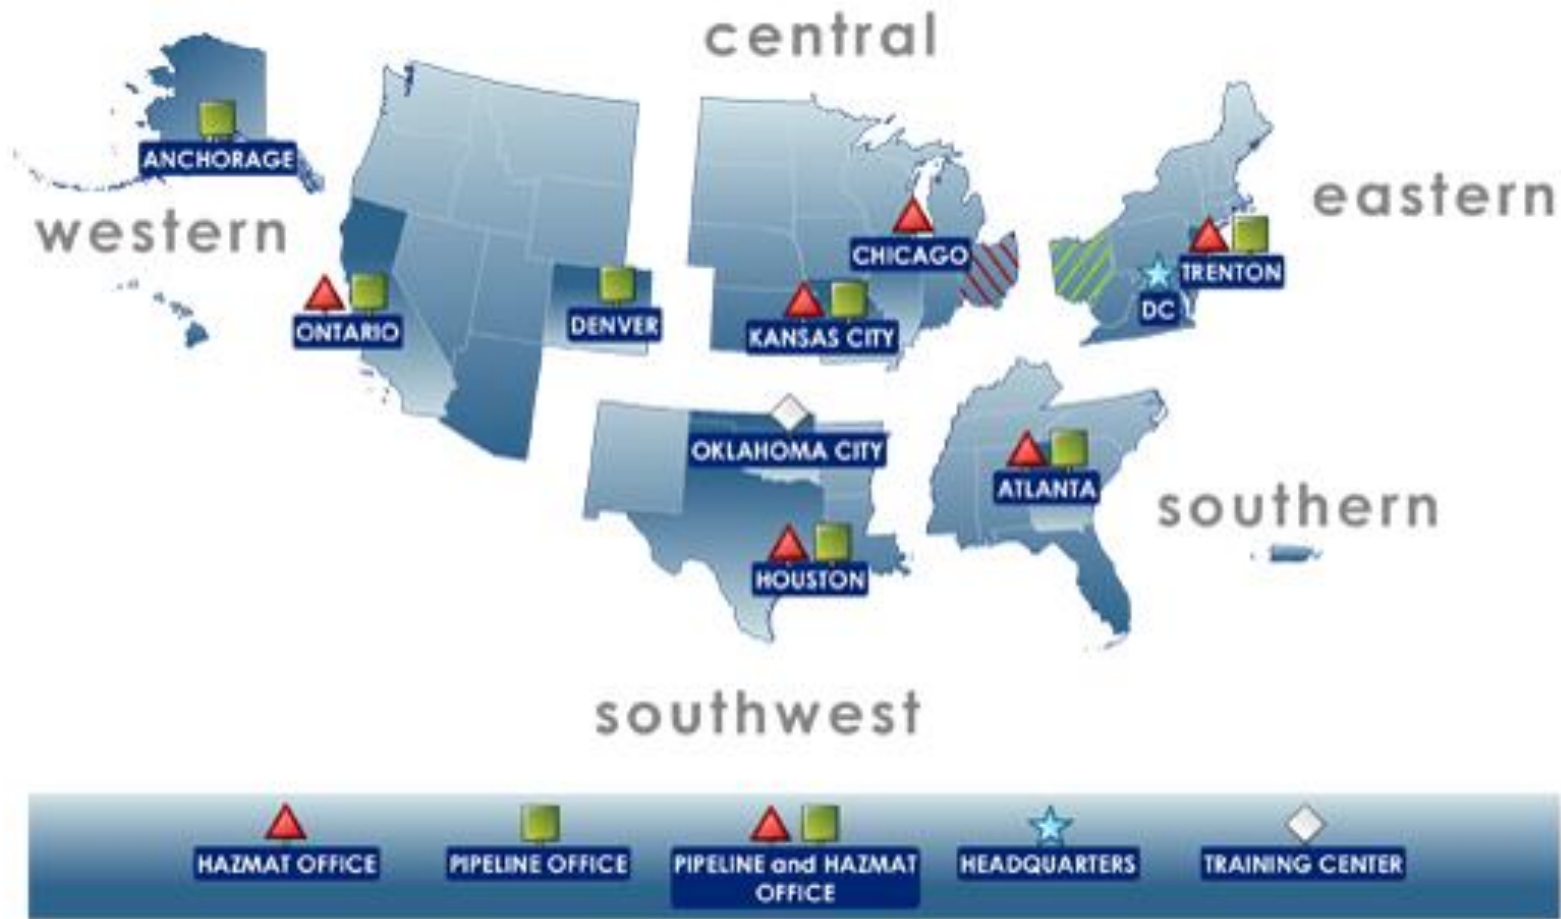 central
ANCHORAGE
eastern
western
CHICAGO
TRENTON
DC
ONTARIO
DENVER
KANSAS CITY
OKLAHOMA CITY
ATLANTA
southern
HOUSTON
southwest
HAZMAT OFFICE
PIPELINE OFFICE
PIPELINE and HAZMAT
OFFICE
HEADQUARTERS
TRAINING CENTER